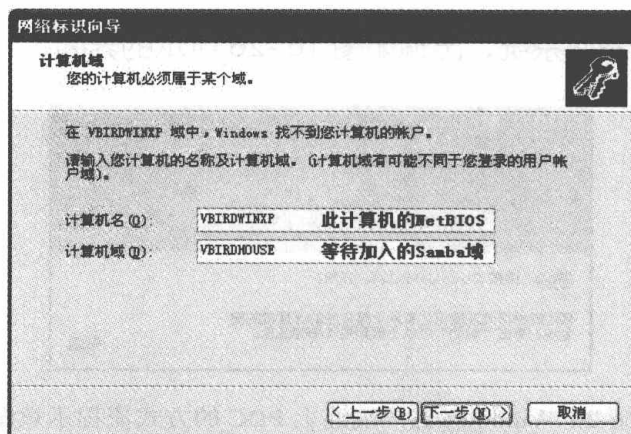 网络标识向导
计算机域
您的计算机必须属于某个域。
在 VBIRDWINXP 域中，Windows 找不到您计算机的帐户。
请输入您计算机的名称及计算机域。(计算机域有可能不同于您登录的用户帐
户域)。
计算机名(Q): VBIRDWINXP 此计算机的NetBIOS
计算机域(D): VBIRDHOUSE 等待加入的Samba域
<上一步(B) 下一步(N)> 取消